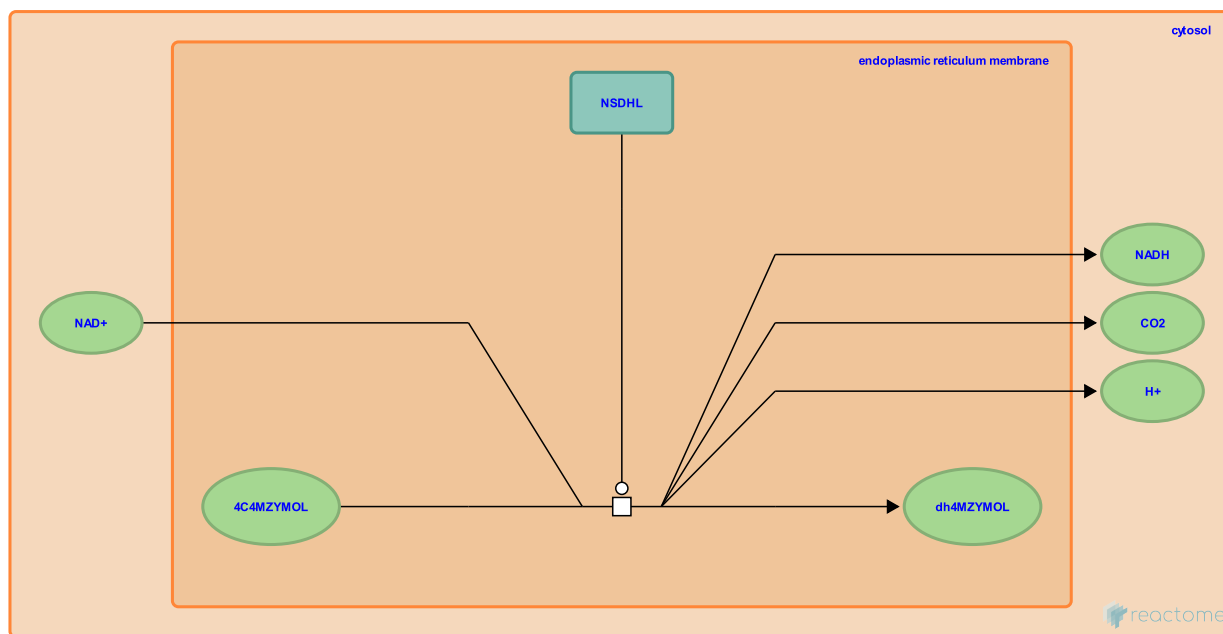 cytosol
endoplasmic reticulum membrane
NSDHL
NADH
NAD+
CO2
H+
4C4MZYMOL
dh4MZYMOL
reactome